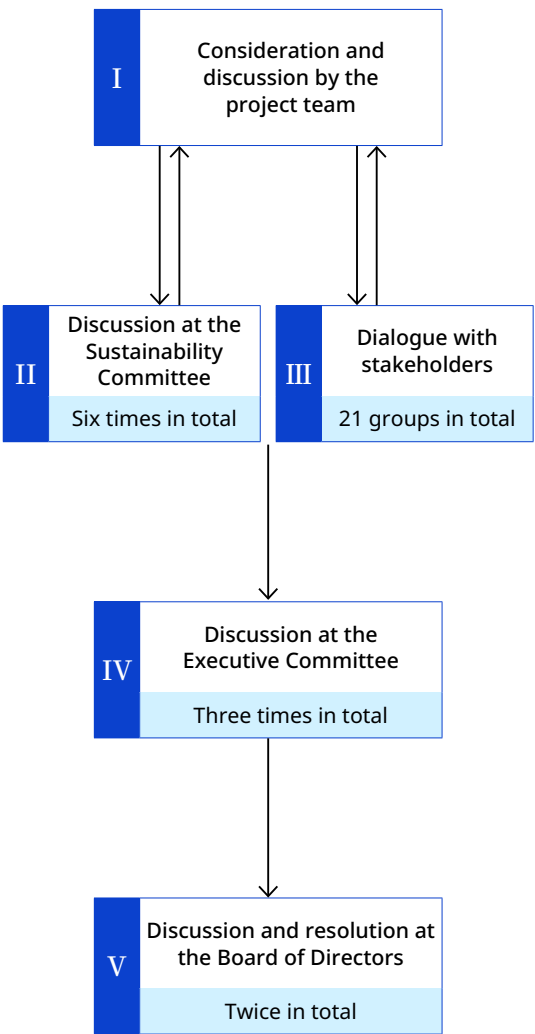 I
Consideration and
discussion by the
project team
II
Discussion at the
Sustainability
Committee
Six times in total
III
Dialogue with
stakeholders
21 groups in total
IV
Discussion at the
Executive Committee
Three times in total
V
Discussion and resolution at
the Board of Directors
Twice in total